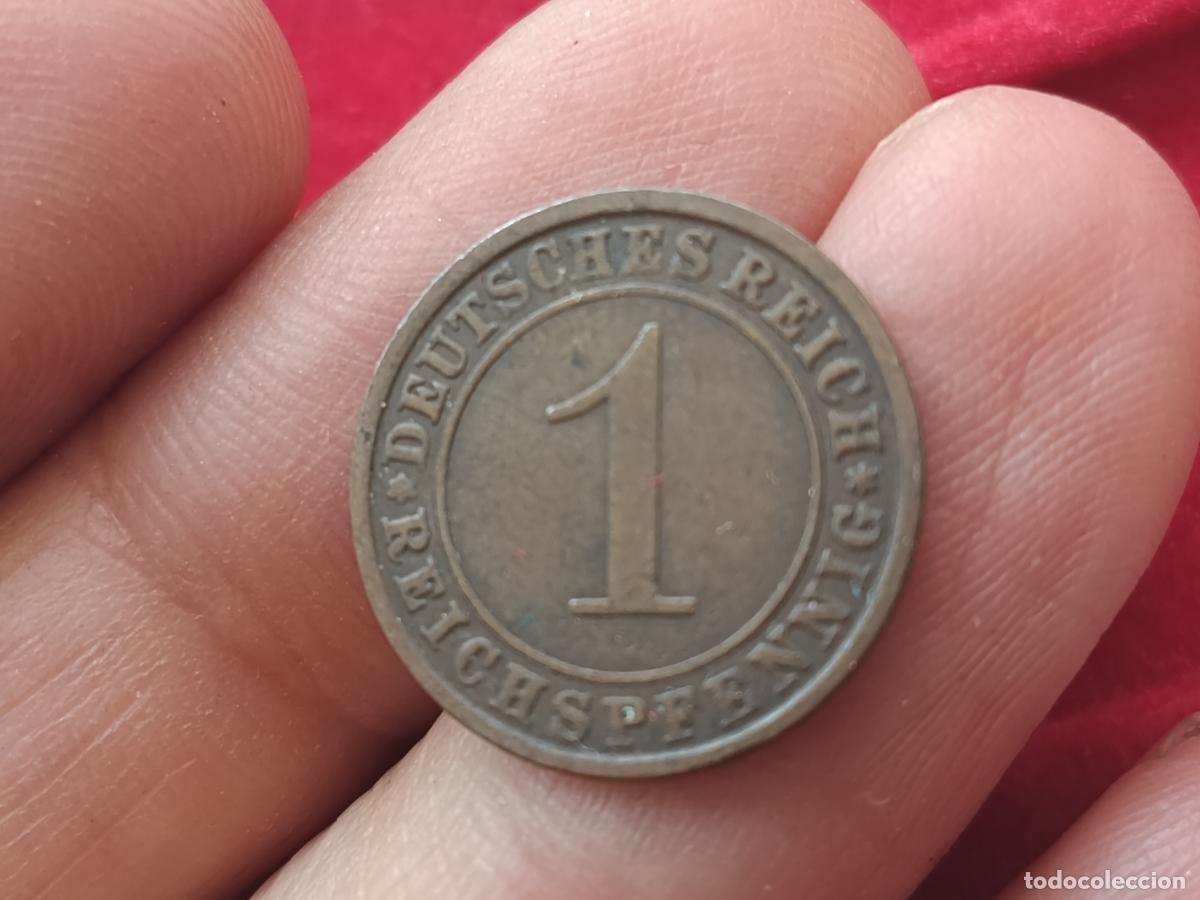 DEUTSCHES REICH
1
* REICHSPFENNIG *
todocoleccion